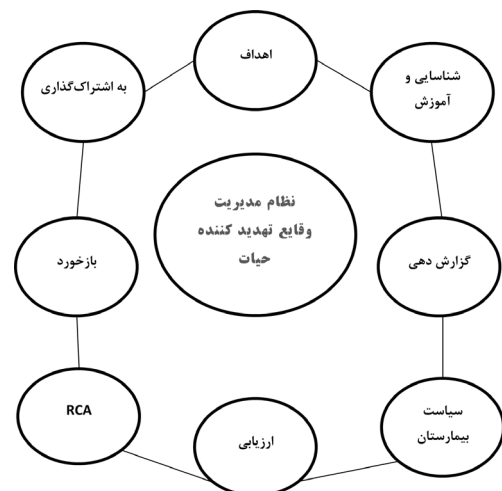 اهداف
شناسایی و
آموزش
گزارش دهی
سیاست
بیمارستان
ارزیابی
RCA
بازخورد
به اشتراک‌گذاری
نظام مدیریت
وقایع تهدید کننده
حیات